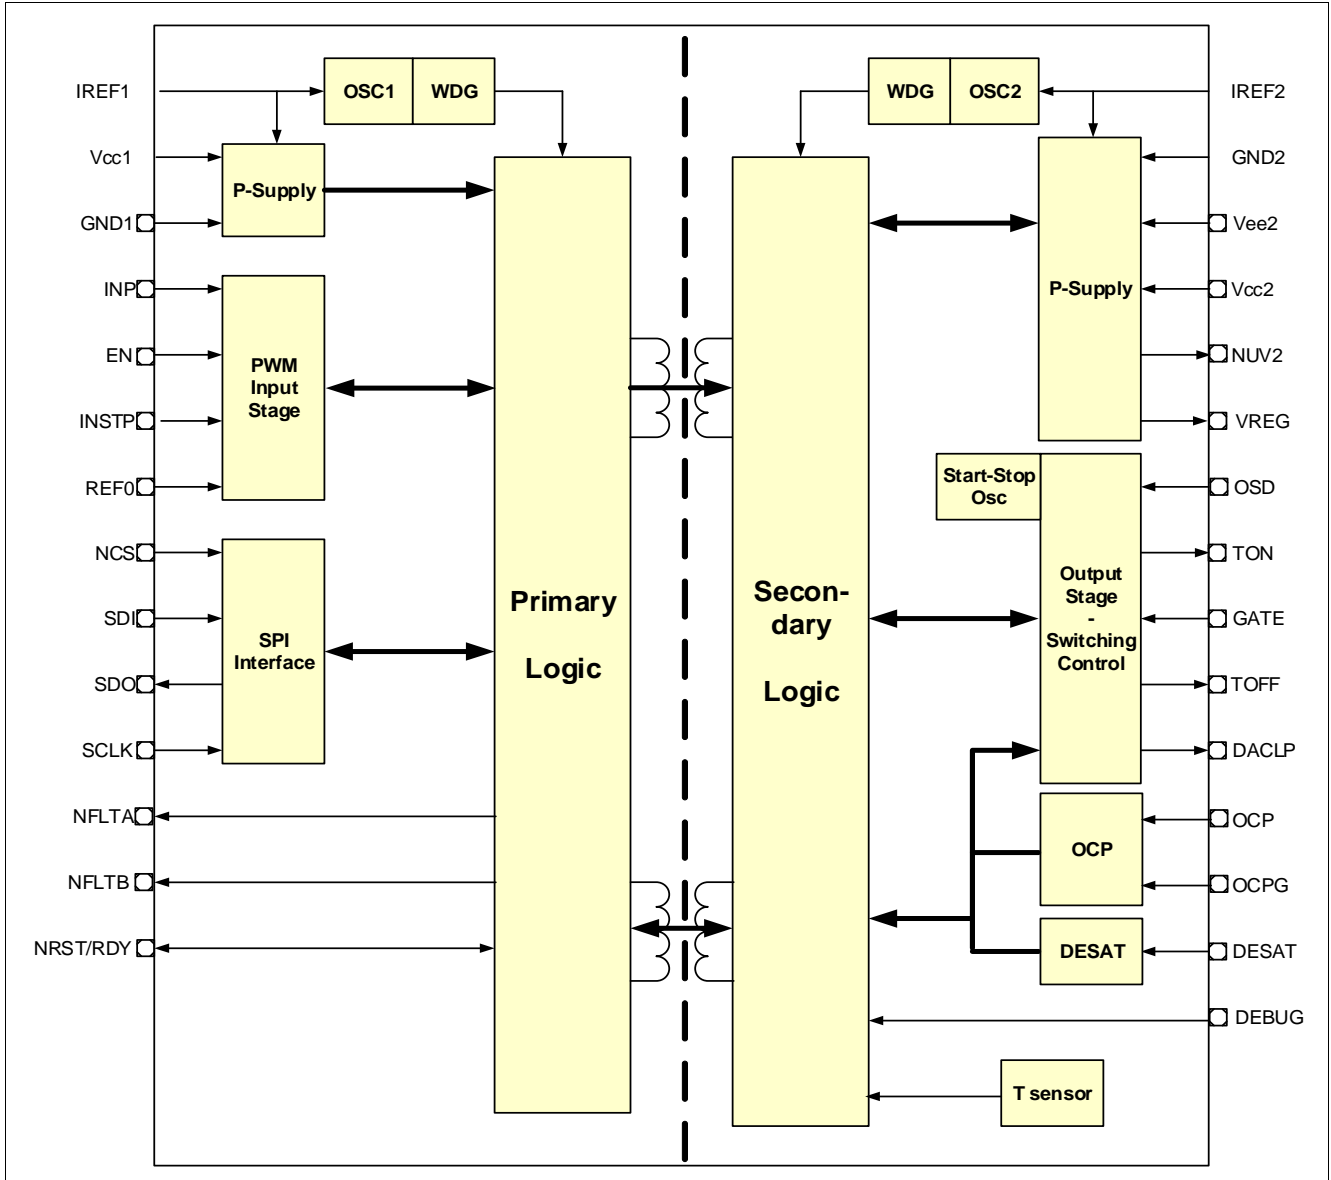 IREF1
OSC1
WDG
WDG
OSC2
IREF2
Vcc1
GND2
P-Supply
GND1
Vee2
INP
P-Supply
Vcc2
EN
NUV2
PWM
Input
Stage
INSTP
VREG
REF0
Start-Stop
Osc
OSD
NCS
TON
Output
Stage
-
Switching
Control
Primary
Logic
Secon-
dary
Logic
SDI
GATE
SPI
Interface
SDO
TOFF
SCLK
DACLP
NFLTA
OCP
OCP
NFLTB
OCPG
NRST/RDY
DESAT
DESAT
DEBUG
T sensor